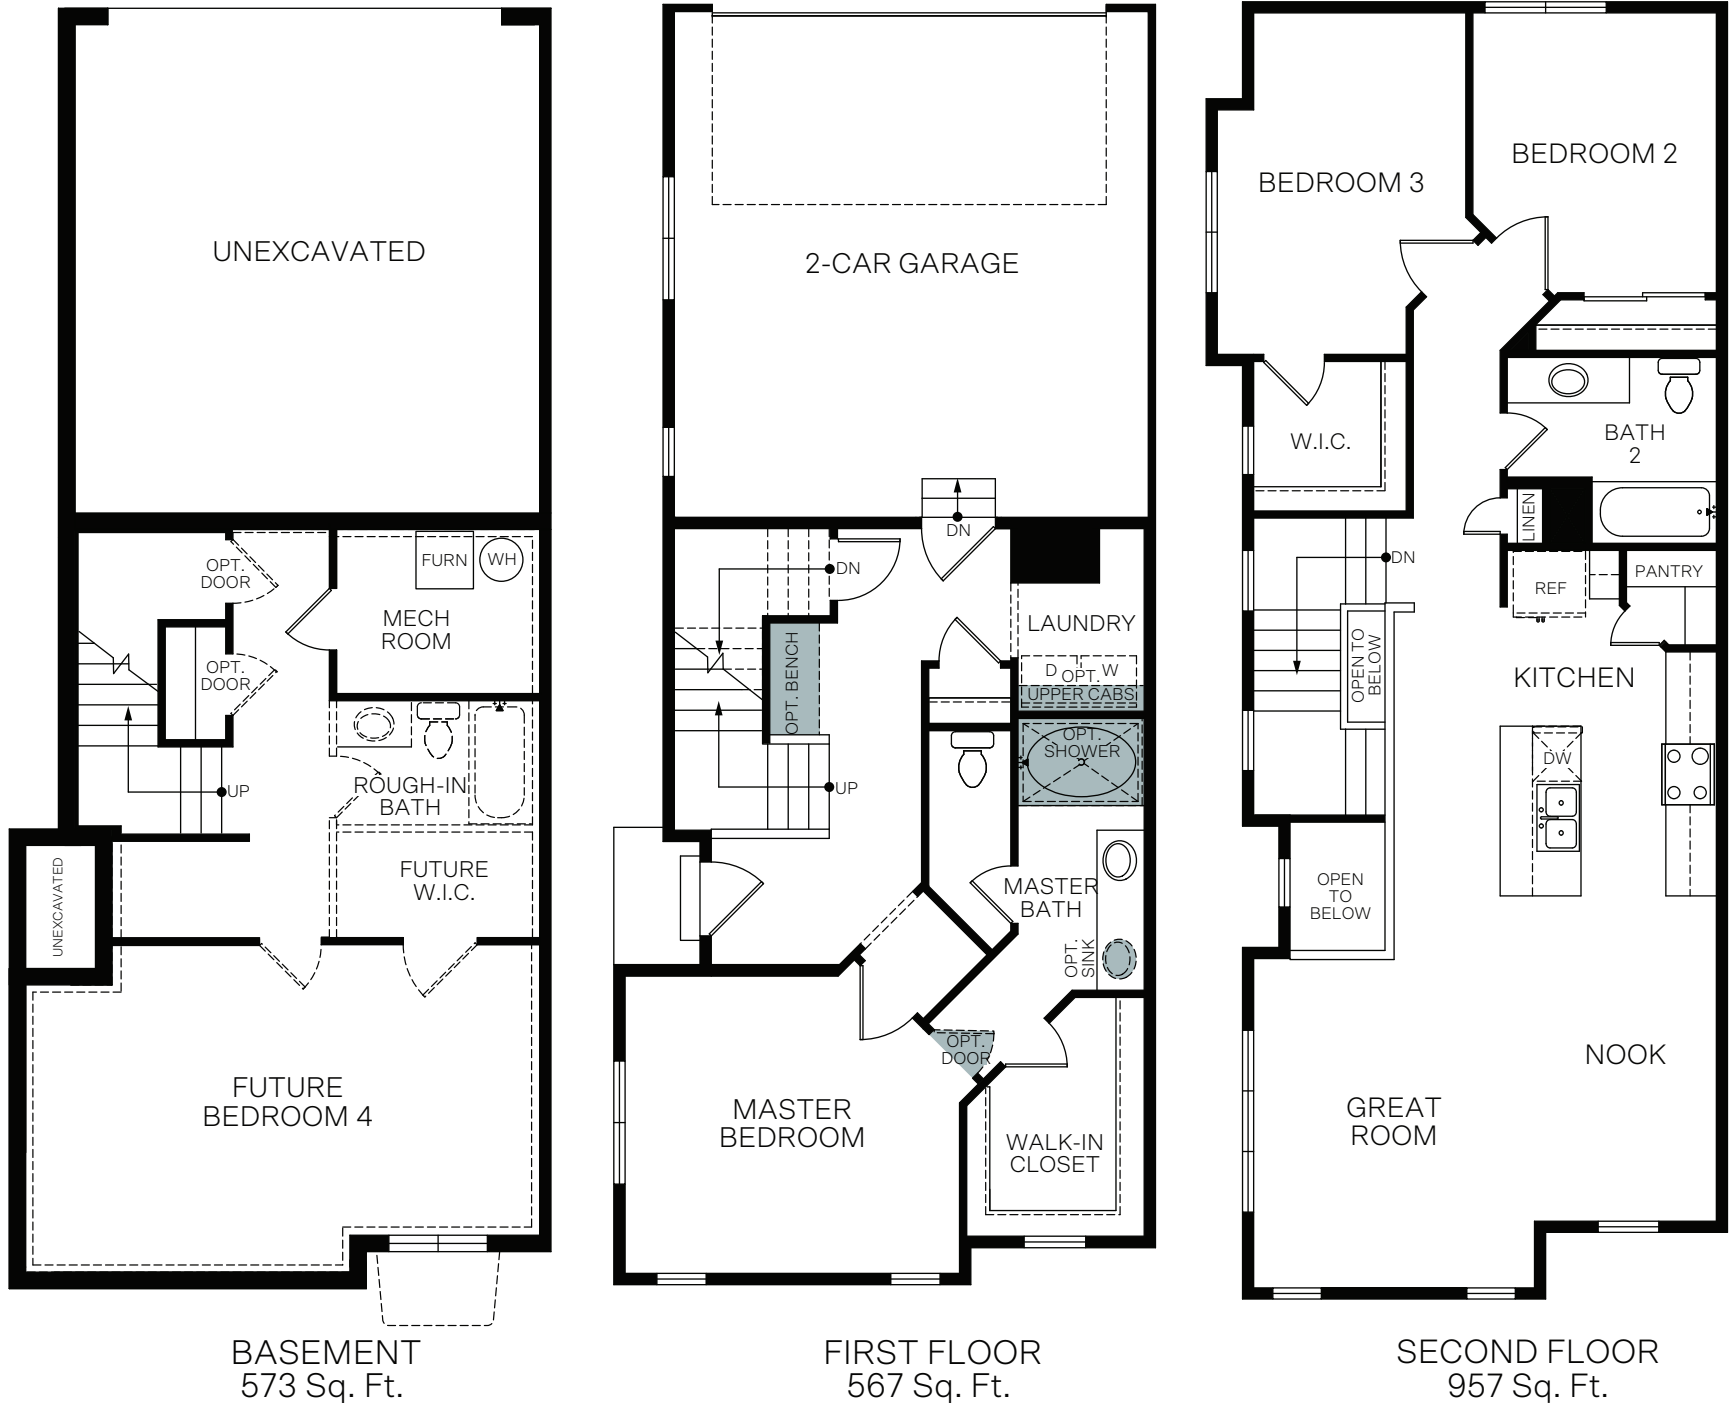 UNEXCAVATED
OPT.
DOOR
FURN
WH
MECH
ROOM
OPT.
DOOR
UP
ROUGH-IN
BATH
UNEXCAVATED
FUTURE
W.I.C.
FUTURE
BEDROOM 4
BASEMENT
573 Sq. Ft.
2-CAR GARAGE
DN
DN
LAUNDRY
OPT. BENCH
D
OPT.
W
UPPER CABS
OPT.
SHOWER
UP
MASTER
BATH
OPT.
SINK
OPT.
DOOR
MASTER
BEDROOM
WALK-IN
CLOSET
FIRST FLOOR
567 Sq. Ft.
BEDROOM 2
BEDROOM 3
W.I.C.
BATH
2
LINEN
DN
REF
PANTRY
OPEN TO
BELOW
KITCHEN
DW
OPEN
TO
BELOW
NOOK
GREAT
ROOM
SECOND FLOOR
957 Sq. Ft.